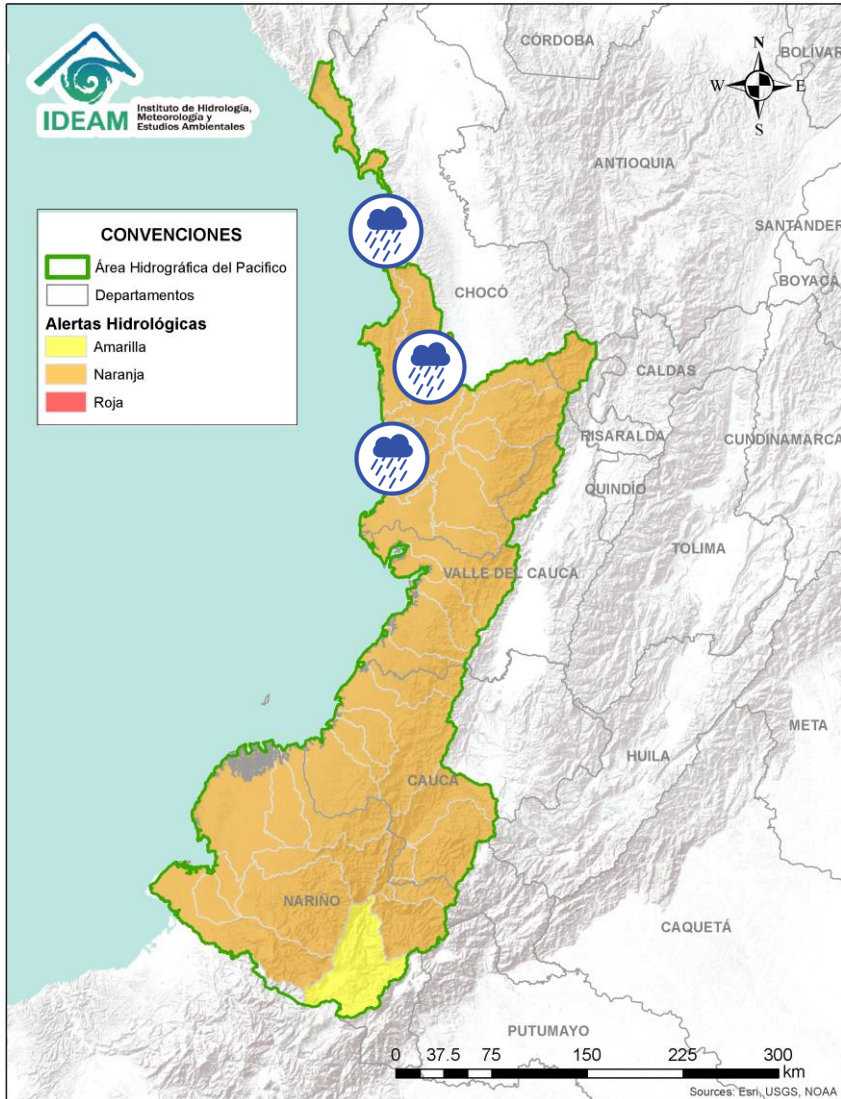 IDEAM
Instituto de Hidrología,
Meteorología y
Estudios Ambientales
N
W
E
S
CÓRDOBA
BOLÍVAR
ANTIOQUIA
SANTANDER
BOYACÁ
CONVENCIONES
Área Hidrográfica del Pacifico
Departamentos
Alertas Hidrológicas
Amarilla
Naranja
Roja
CHOCÓ
CALDAS
RISARALDA
CUNDINAMARCA
QUINDÍO
TOLIMA
VALLE DEL CAUCA
META
HUILA
CAUCA
NARIÑO
CAQUETÁ
PUTUMAYO
0 37.5 75 150 225 300
km
Sources: Esri, USGS, NOAA